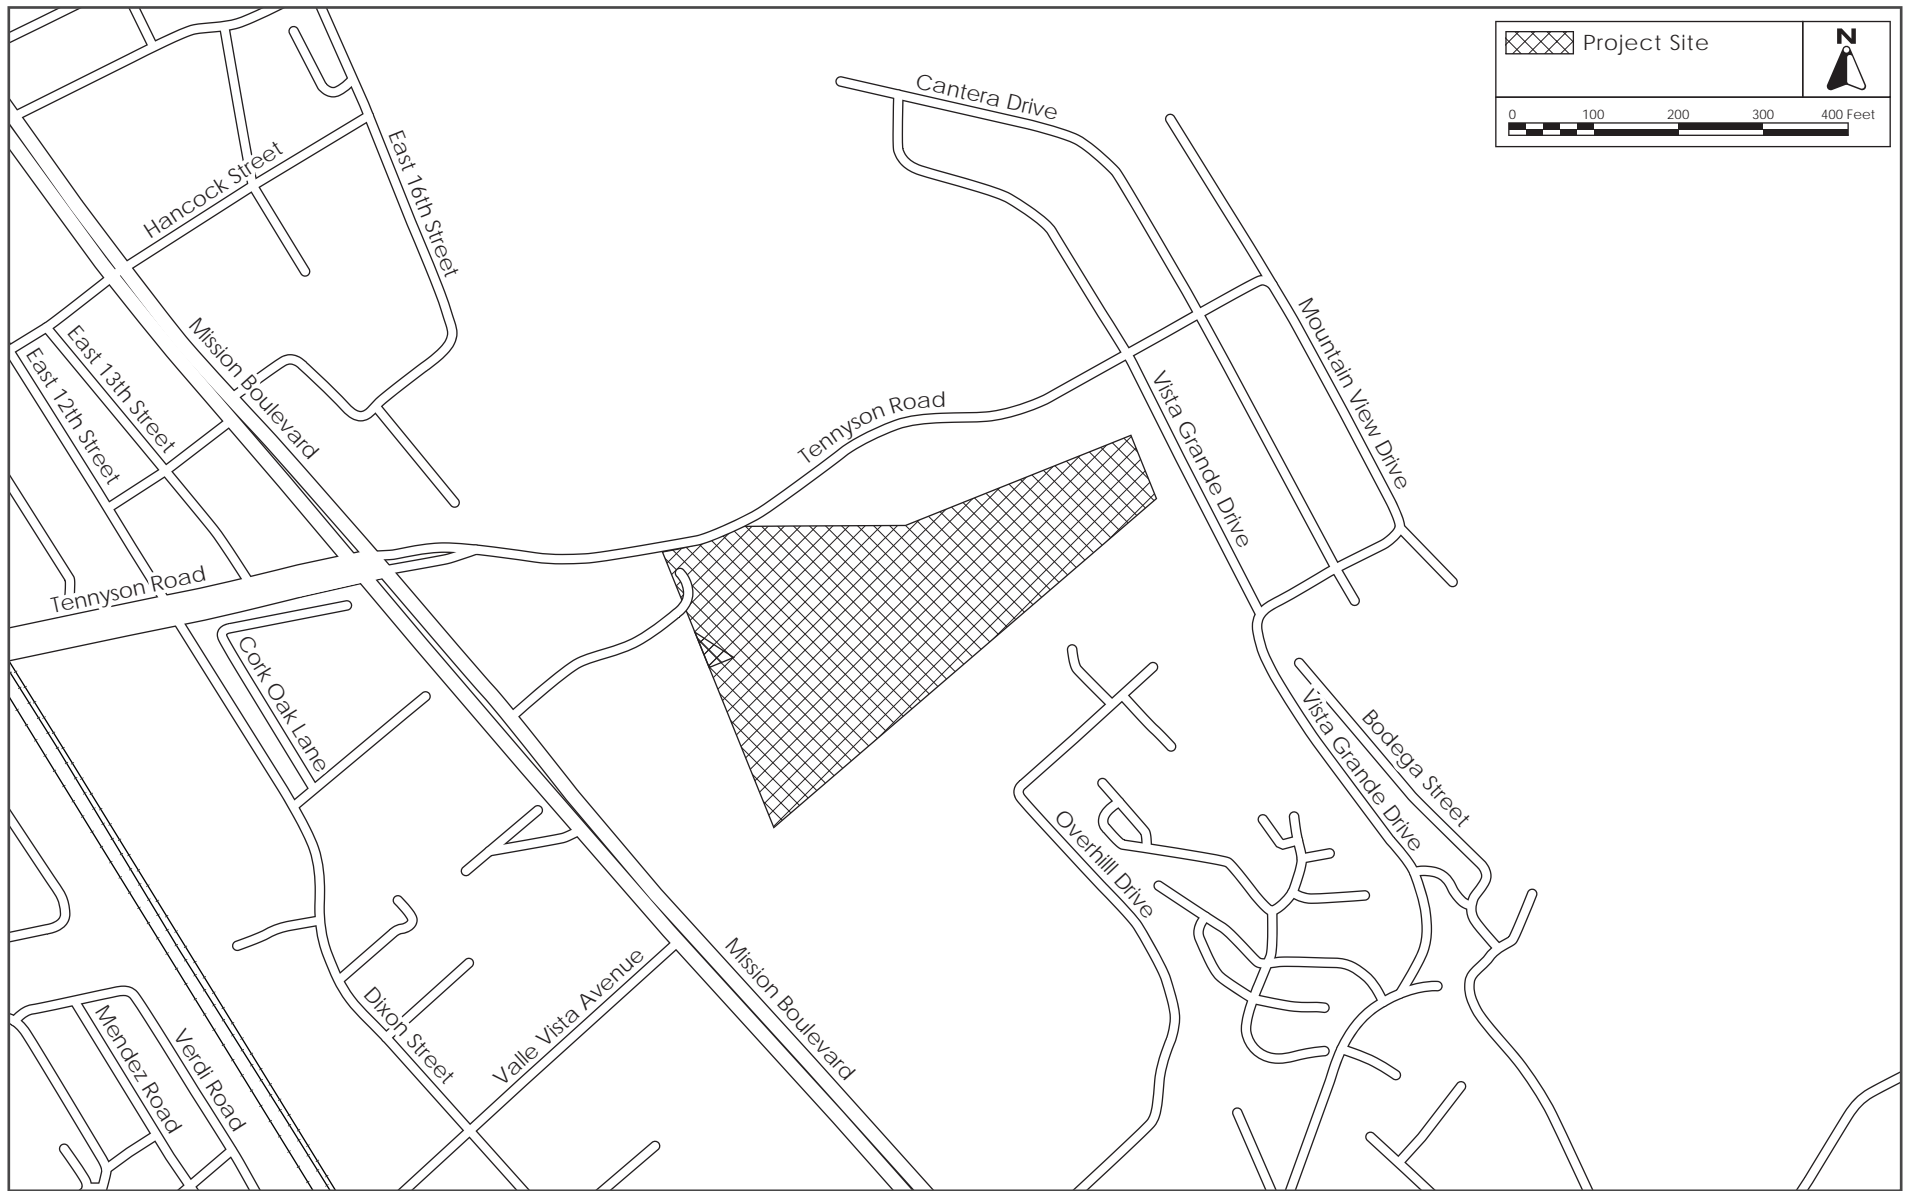 Project Site
N
0 100 200 300 400 Feet
Cantera Drive
Hancock Street
East 16th Street
Mission Boulevard
East 13th Street
East 12th Street
Mountain View Drive
Vista Grande Drive
Tennyson Road
Tennyson Road
Cork Oak Lane
Vista Grande Drive
Bodega Street
Overhilll Drive
Mission Boulevard
Valle Vista Avenue
Dixon Street
Mendez Road
Verdi Road